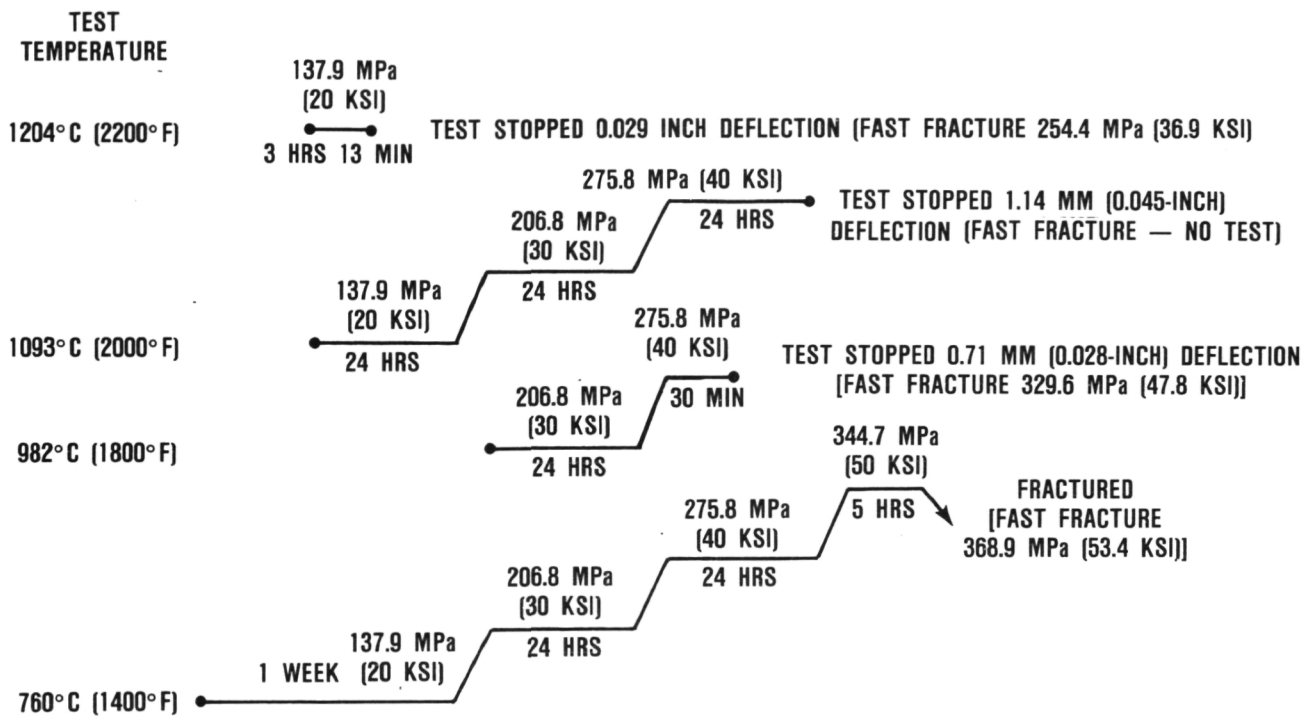 TEST
TEMPERATURE
137.9 MPa
(20 KSI)
1204°C (2200°F)
TEST STOPPED 0.029 INCH DEFLECTION (FAST FRACTURE 254.4 MPa (36.9 KSI)
3 HRS 13 MIN
275.8 MPa (40 KSI)
24 HRS
TEST STOPPED 1.14 MM (0.045-INCH)
DEFLECTION (FAST FRACTURE — NO TEST)
206.8 MPa
(30 KSI)
24 HRS
137.9 MPa
(20 KSI)
1093°C (2000°F)
24 HRS
275.8 MPa
(40 KSI)
30 MIN
TEST STOPPED 0.71 MM (0.028-INCH) DEFLECTION
[FAST FRACTURE 329.6 MPa (47.8 KSI)]
206.8 MPa
(30 KSI)
982°C (1800°F)
24 HRS
344.7 MPa
(50 KSI)
5 HRS
FRACTURED
[FAST FRACTURE
368.9 MPa (53.4 KSI)]
275.8 MPa
(40 KSI)
24 HRS
206.8 MPa
(30 KSI)
24 HRS
137.9 MPa
1 WEEK (20 KSI)
760°C (1400°F)